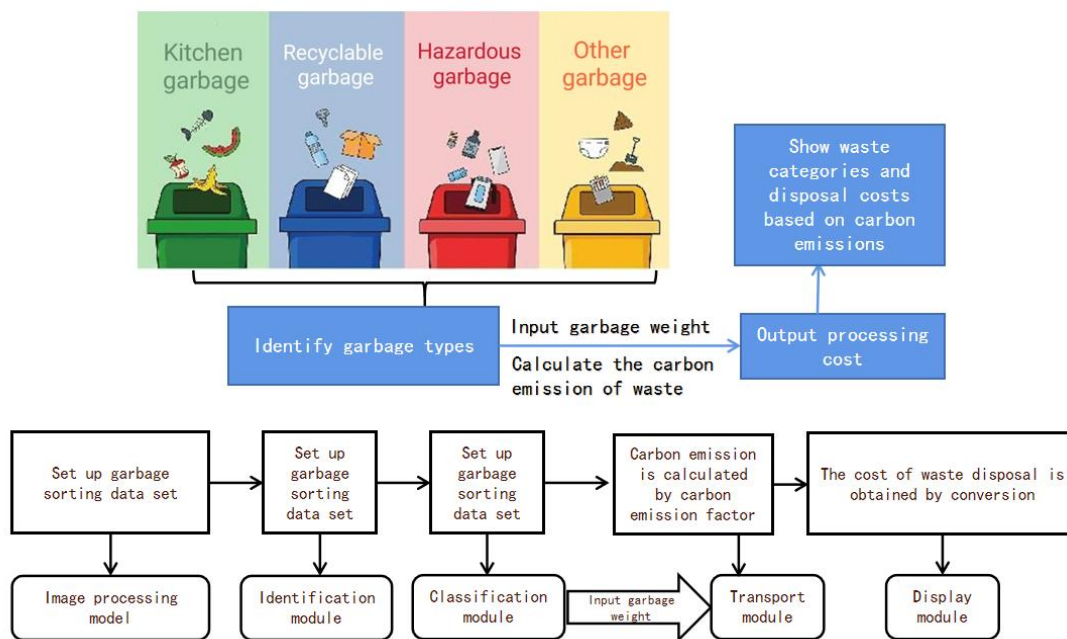 Kitchen
garbage
Recyclable
garbage
Hazardous
garbage
Other
garbage
Show waste
categories and
disposal costs
based on carbon
emissions
Identify garbage types
Input garbage weight
Calculate the carbon
emission of waste
Output processing
cost
Set up garbage
sorting data set
Set up
garbage
sorting
data set
Set up
garbage
sorting
data set
Carbon emission
is calculated
by carbon
emission factor
The cost of waste disposal is
obtained by conversion
Image processing
model
Identification
module
Classification
module
Input garbage
weight
Transport
module
Display
module